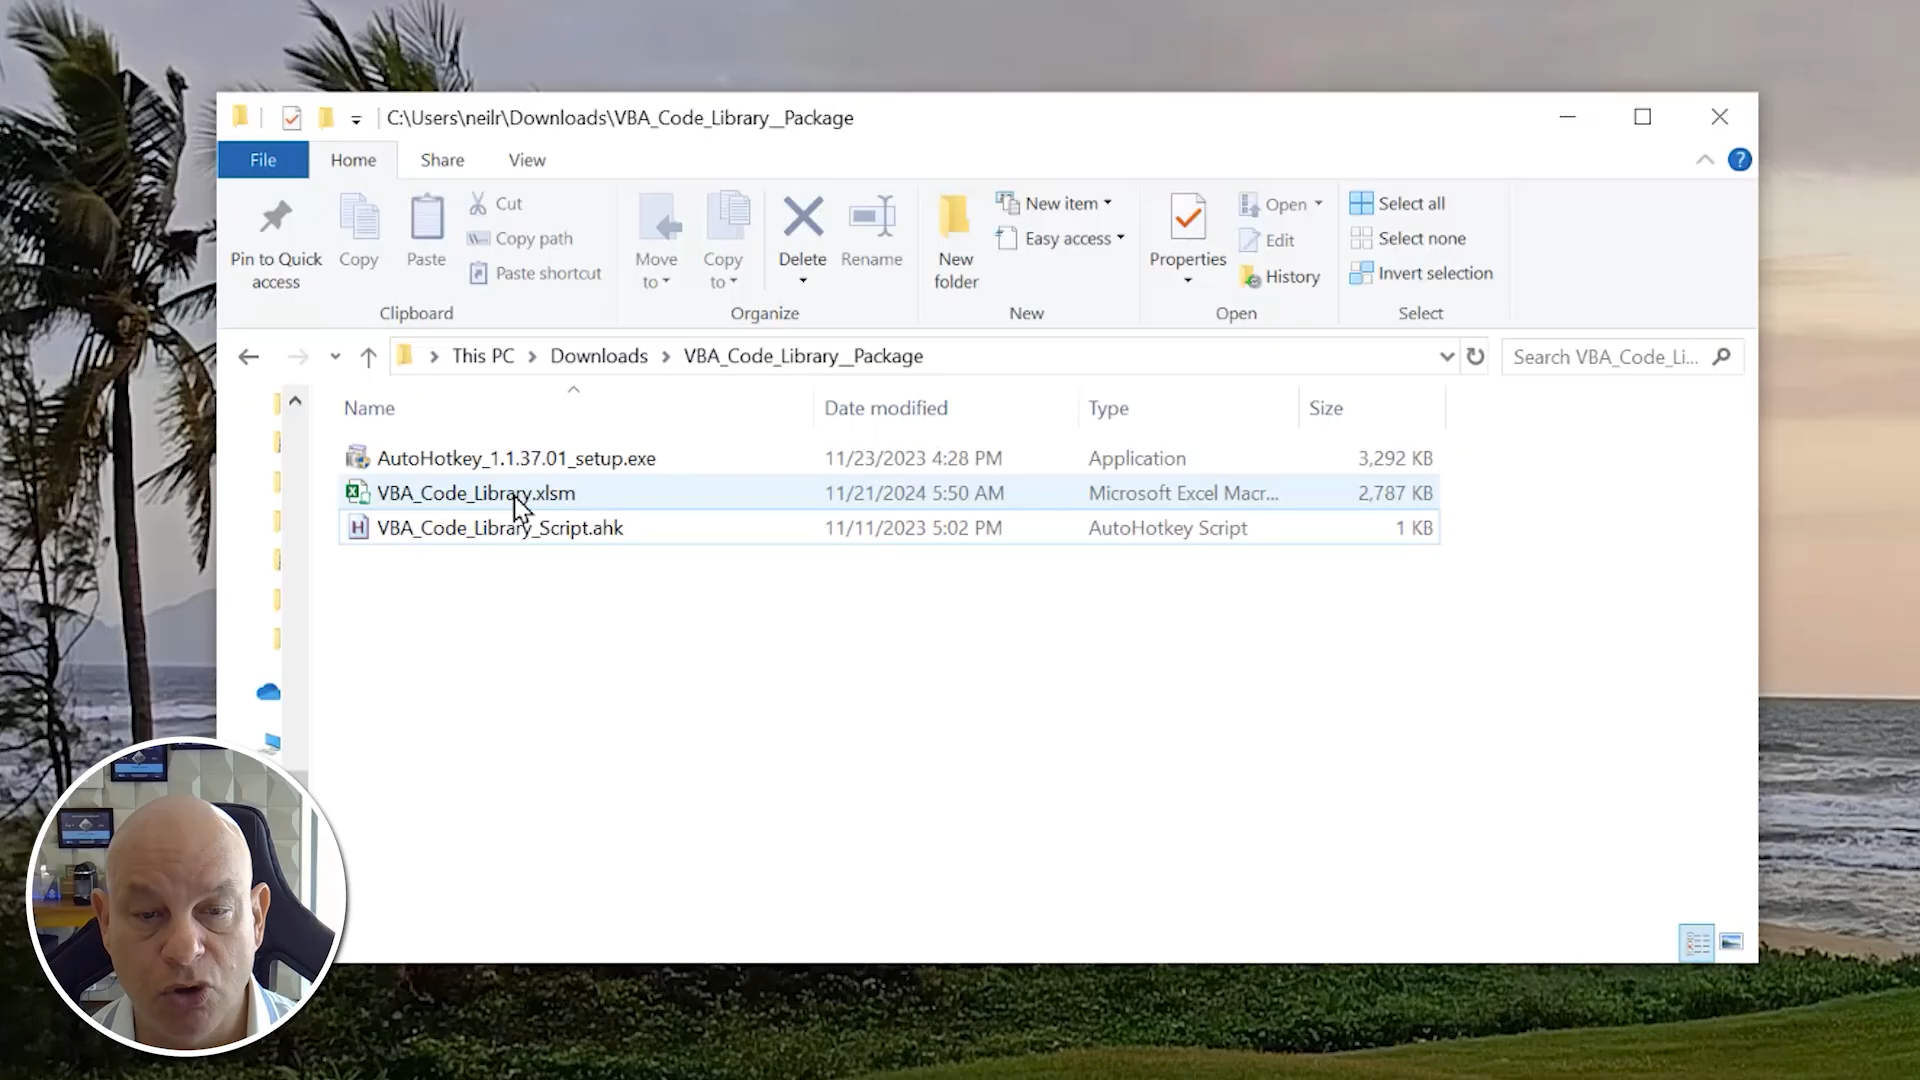 C:\Users\neilr\Downloads\VBA_Code_Library__Package
File Home Share View
Pin to Quick access
Copy
Paste
Cut
Copy path
Paste shortcut
Clipboard
Move to
Copy to
Delete
Rename
Organize
New folder
New item
Easy access
New
Properties
Open
Edit
History
Open
Select all
Select none
Invert selection
Select
This PC > Downloads > VBA_Code_Library__Package
Search VBA_Code_Li...
Name Date modified Type Size
AutoHotkey_1.1.37.01_setup.exe 11/23/2023 4:28 PM Application 3,292 KB
VBA_Code_Library.xlsm 11/21/2024 5:50 AM Microsoft Excel Macr... 2,787 KB
VBA_Code_Library_Script.ahk 11/11/2023 5:02 PM AutoHotkey Script 1 KB